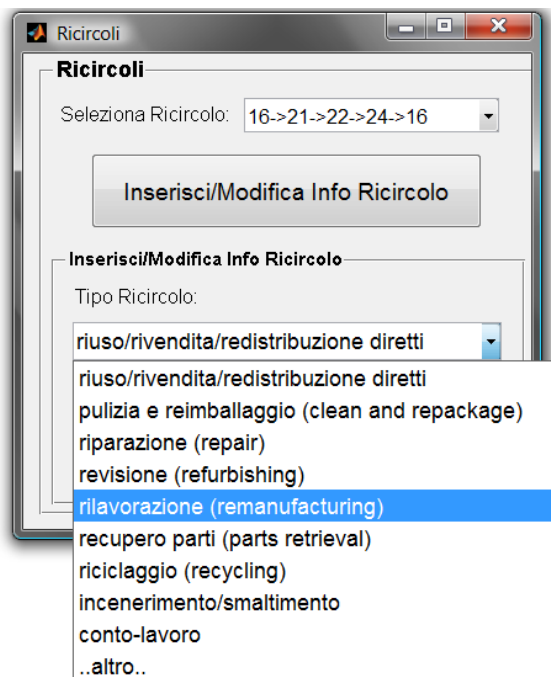 Ricircoli
Ricircoli
Seleziona Ricircolo: 16->21->22->24->16
Inserisci/Modifica Info Ricircolo
Inserisci/Modifica Info Ricircolo
Tipo Ricircolo:
riuso/rivendita/redistribuzione diretti
riuso/rivendita/redistribuzione diretti
pulizia e reimballaggio (clean and repackage)
riparazione (repair)
revisione (refurbishing)
rilavorazione (remanufacturing)
recupero parti (parts retrieval)
riciclaggio (recycling)
incenerimento/smaltimento
conto-lavoro
..altro..